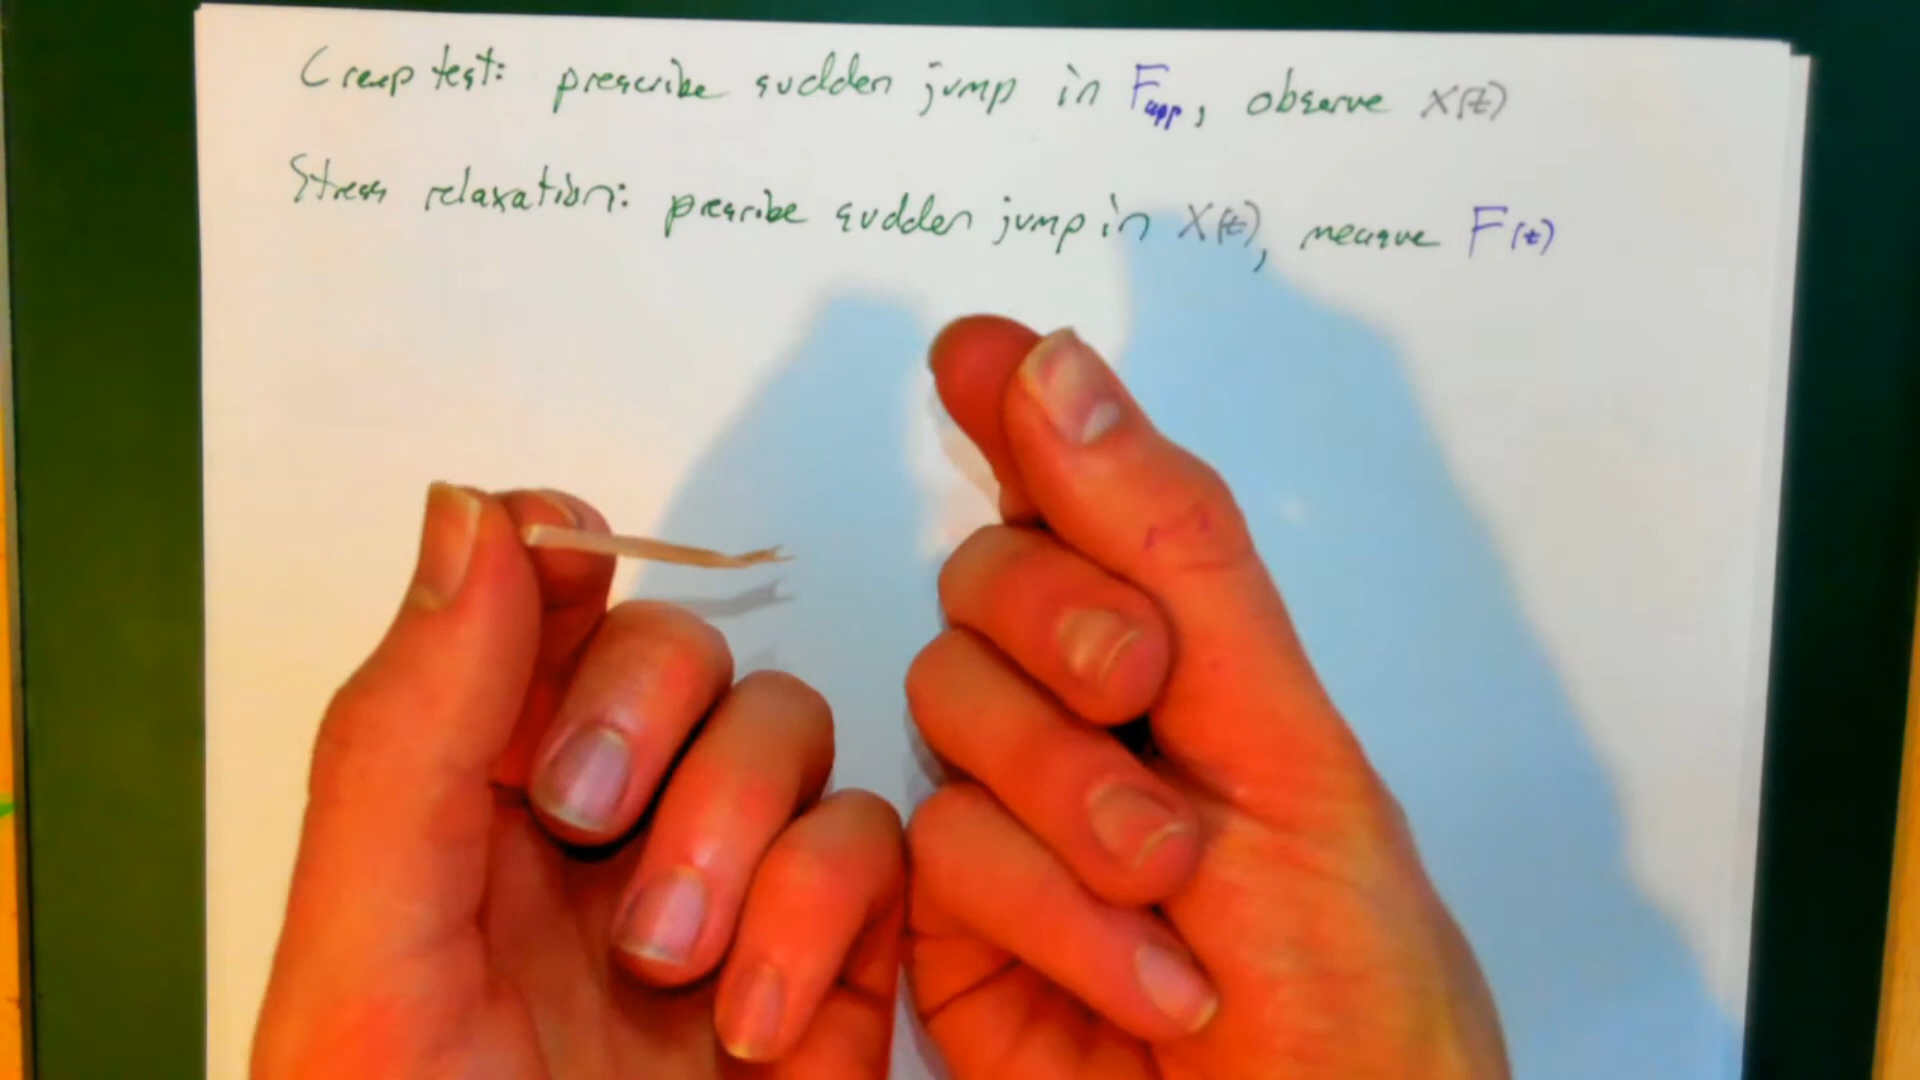 Creep test: prescribe sudden jump in Fapp, observe X(t)
Stress relaxation: prescribe sudden jump in X(t), measure F(t)